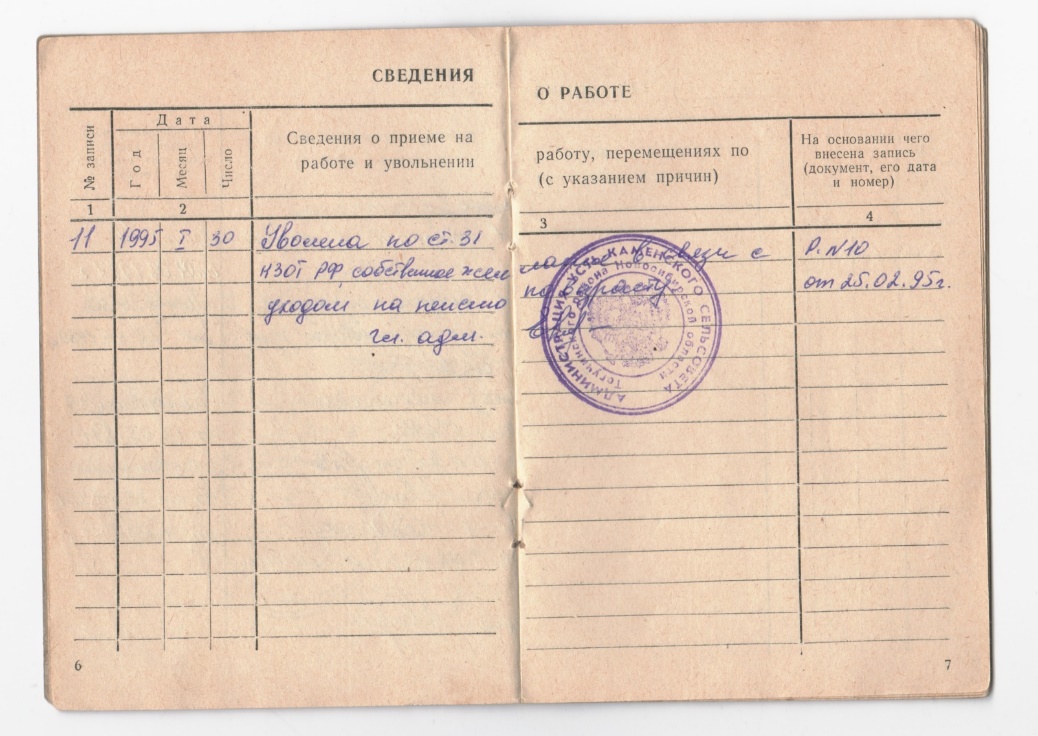 СВЕДЕНИЯ
О РАБОТЕ
№ записи
Дата
Год
Месяц
Число
Сведения о приеме на
работе и увольнении
работу, перемещениях по
(с указанием причин)
На основании чего
внесена запись
(документ, его дата
и номер)
1
2
3
4
11 1995 I 30 Уволена по ст. 31
КЗОТ РФ, собственное желание в связи с
уходом на пенсию по возрасту
гл. адм.
Р. N10
от 25.02.95г.
АДМИНИСТРАЦИЯ УСТЬ-КАМЕНСКОГО СЕЛЬСОВЕТА
Тогучинского района Новосибирской области
6
7